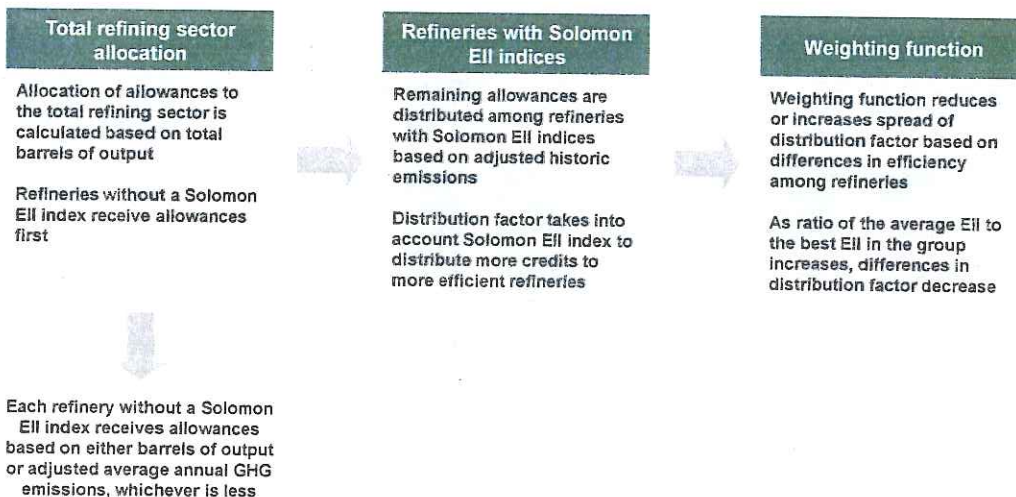 Total refining sector
allocation
Allocation of allowances to
the total refining sector is
calculated based on total
barrels of output
Refineries without a Solomon
EII index receive allowances
first
Each refinery without a Solomon
EII index receives allowances
based on either barrels of output
or adjusted average annual GHG
emissions, whichever is less
Refineries with Solomon
EII indices
Remaining allowances are
distributed among refineries
with Solomon EII indices
based on adjusted historic
emissions
Distribution factor takes into
account Solomon EII index to
distribute more credits to
more efficient refineries
Weighting function
Weighting function reduces
or increases spread of
distribution factor based on
differences in efficiency
among refineries
As ratio of the average EII to
the best EII in the group
increases, differences in
distribution factor decrease